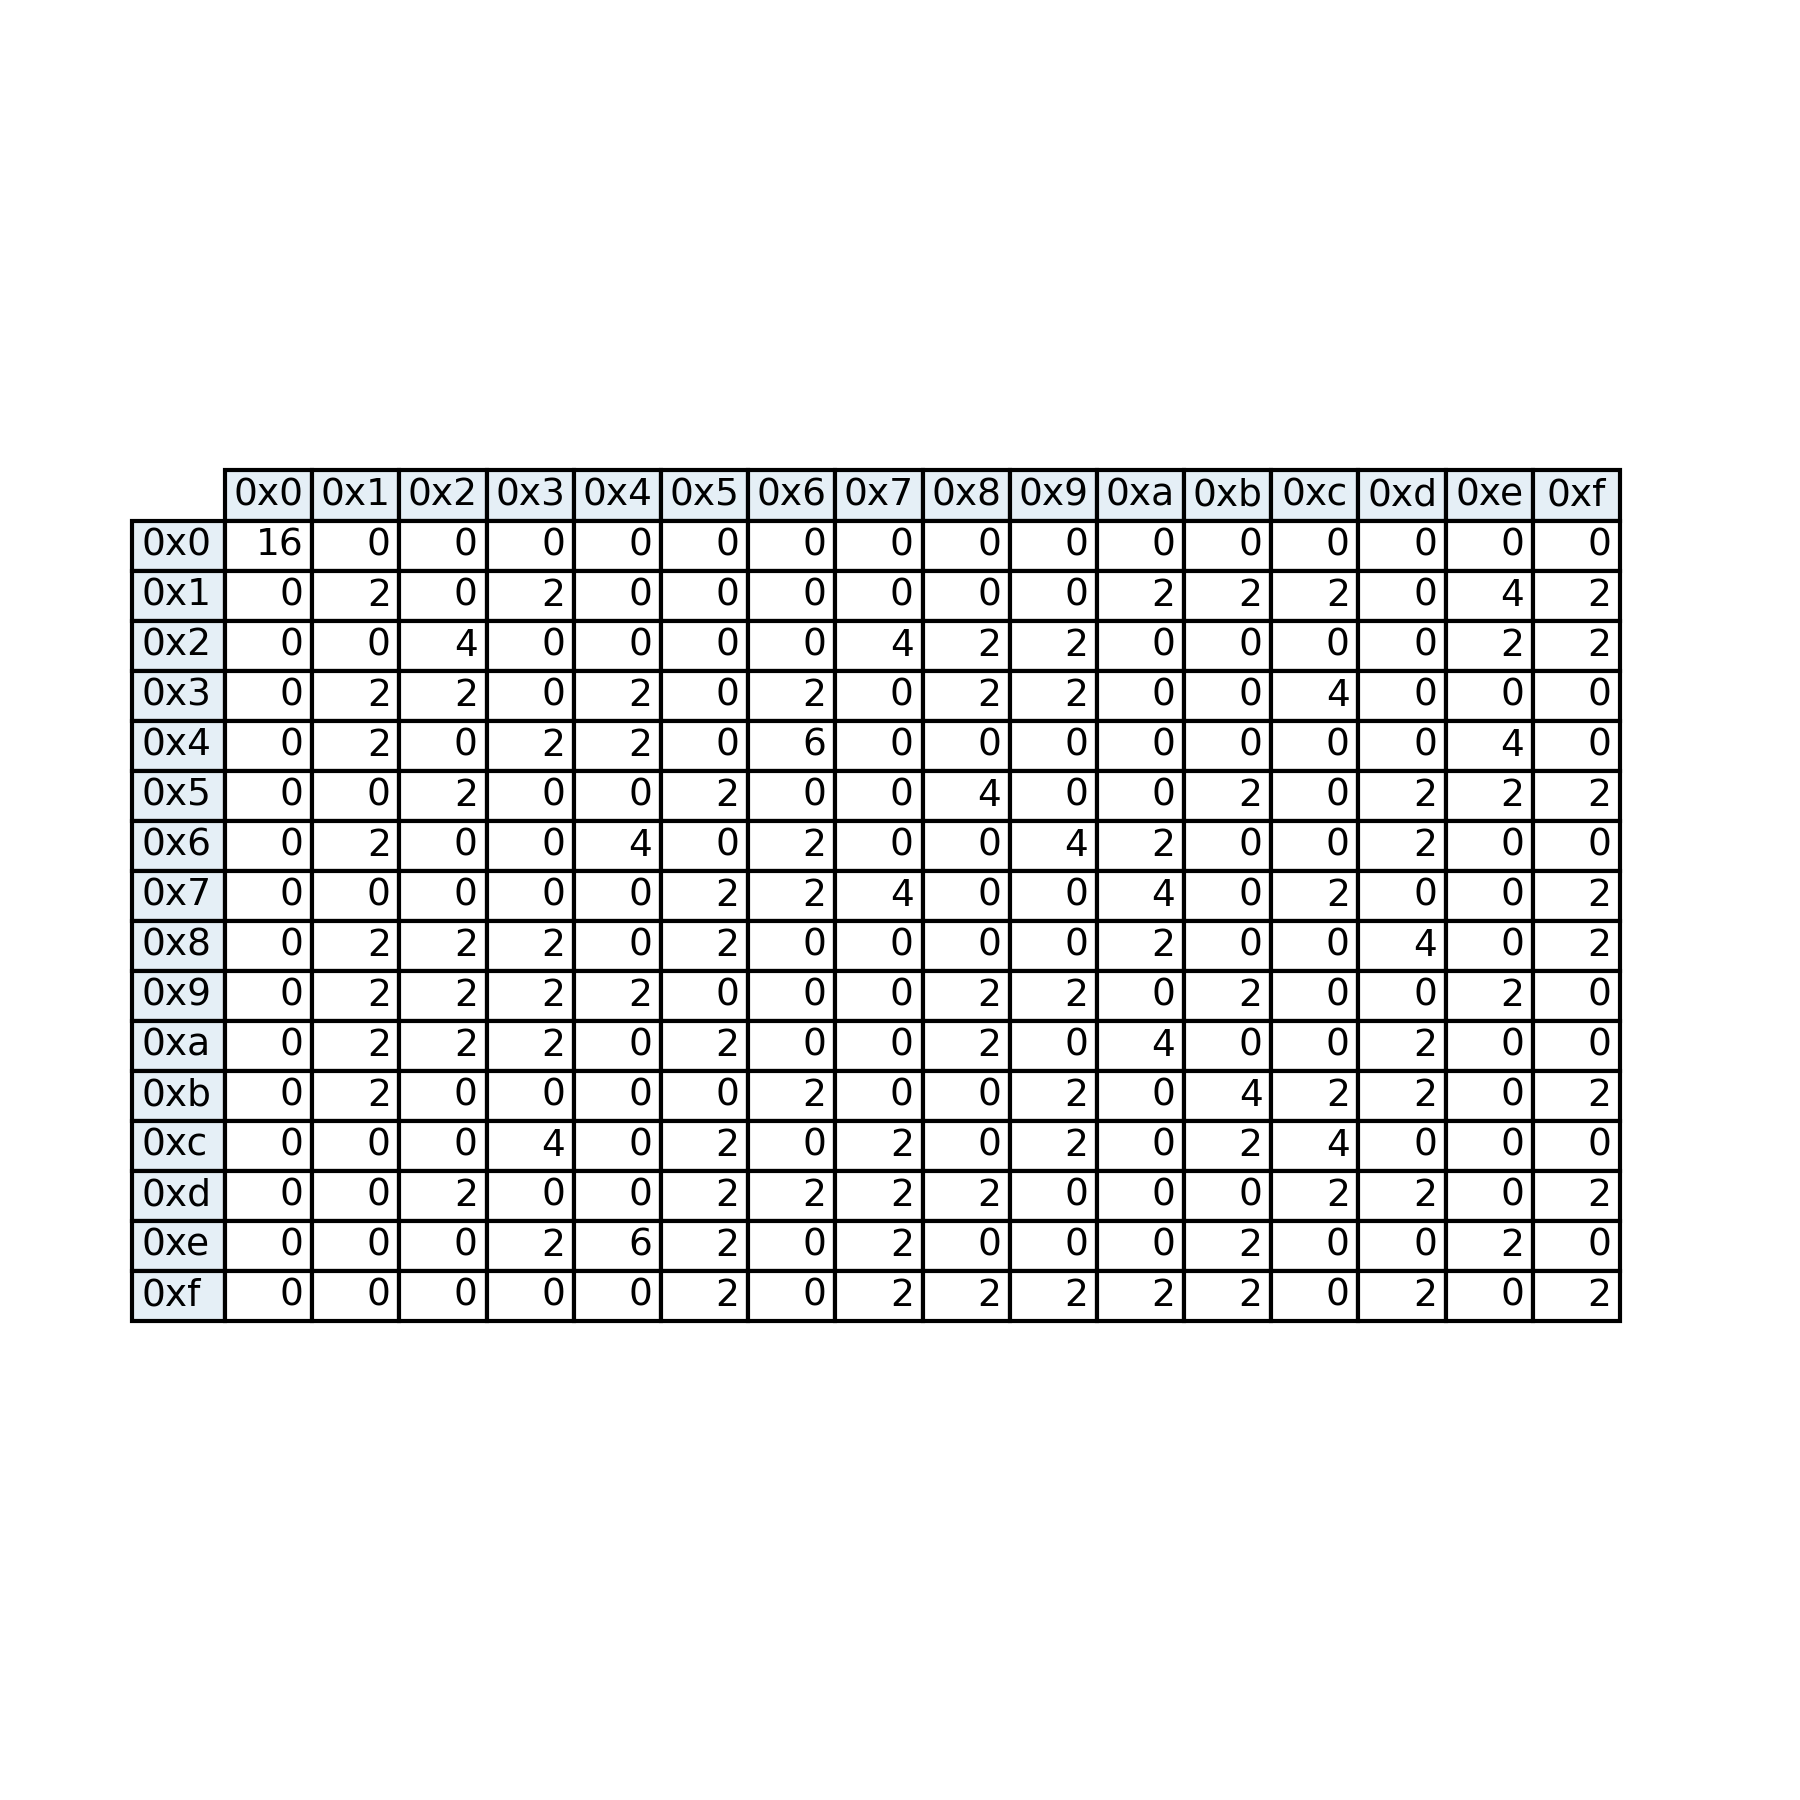 0x0 0x1 0x2 0x3 0x4 0x5 0x6 0x7 0x8 0x9 0xa 0xb 0xc 0xd 0xe 0xf
0x0 16 0 0 0 0 0 0 0 0 0 0 0 0 0 0 0
0x1 0 2 0 2 0 0 0 0 0 0 2 2 2 0 4 2
0x2 0 0 4 0 0 0 0 4 2 2 0 0 0 0 2 2
0x3 0 2 2 0 2 0 2 0 2 2 0 0 4 0 0 0
0x4 0 2 0 2 2 0 6 0 0 0 0 0 0 0 4 0
0x5 0 0 2 0 0 2 0 0 4 0 0 2 0 2 2 2
0x6 0 2 0 0 4 0 2 0 0 4 2 0 0 2 0 0
0x7 0 0 0 0 0 2 2 4 0 0 4 0 2 0 0 2
0x8 0 2 2 2 0 2 0 0 0 0 2 0 0 4 0 2
0x9 0 2 2 2 2 0 0 0 2 2 0 2 0 0 2 0
0xa 0 2 2 2 0 2 0 0 2 0 4 0 0 2 0 0
0xb 0 2 0 0 0 0 2 0 0 2 0 4 2 2 0 2
0xc 0 0 0 4 0 2 0 2 0 2 0 2 4 0 0 0
0xd 0 0 2 0 0 2 2 2 2 0 0 0 2 2 0 2
0xe 0 0 0 2 6 2 0 2 0 0 0 2 0 0 2 0
0xf 0 0 0 0 0 2 0 2 2 2 2 2 0 2 0 2